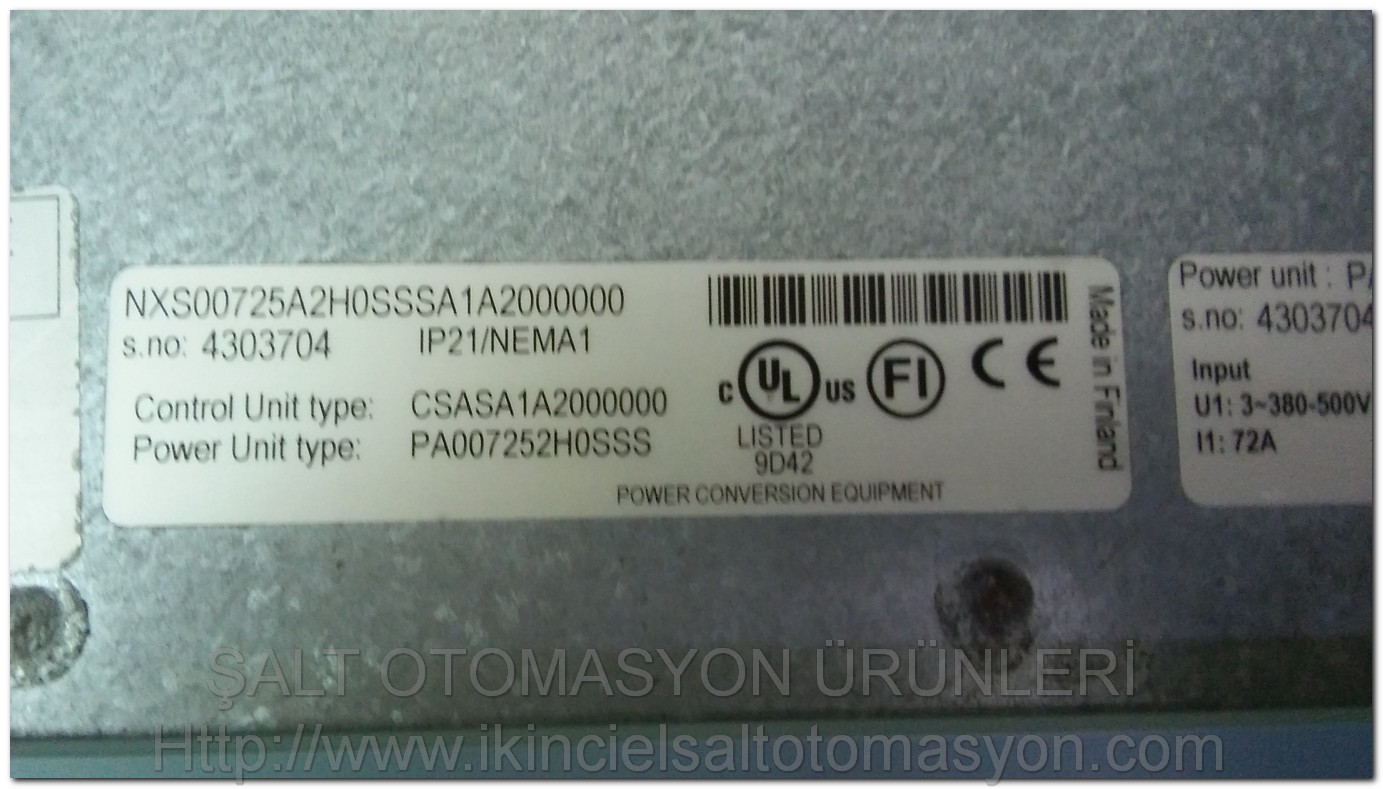 NXS00725A2H0SSSA1A2000000
s.no: 4303704 IP21/NEMA1
Control Unit type: CSASA1A2000000
Power Unit type: PA007252H0SSS
C UL US FI CE
LISTED
9D42
POWER CONVERSION EQUIPMENT
Made in Finland
Power unit : PA
s.no: 4303704
Input
U1: 3~380-500V
I1: 72A
ŞALT OTOMASYON ÜRÜNLERİ
Http://www.ikincielsaltotomasyon.com